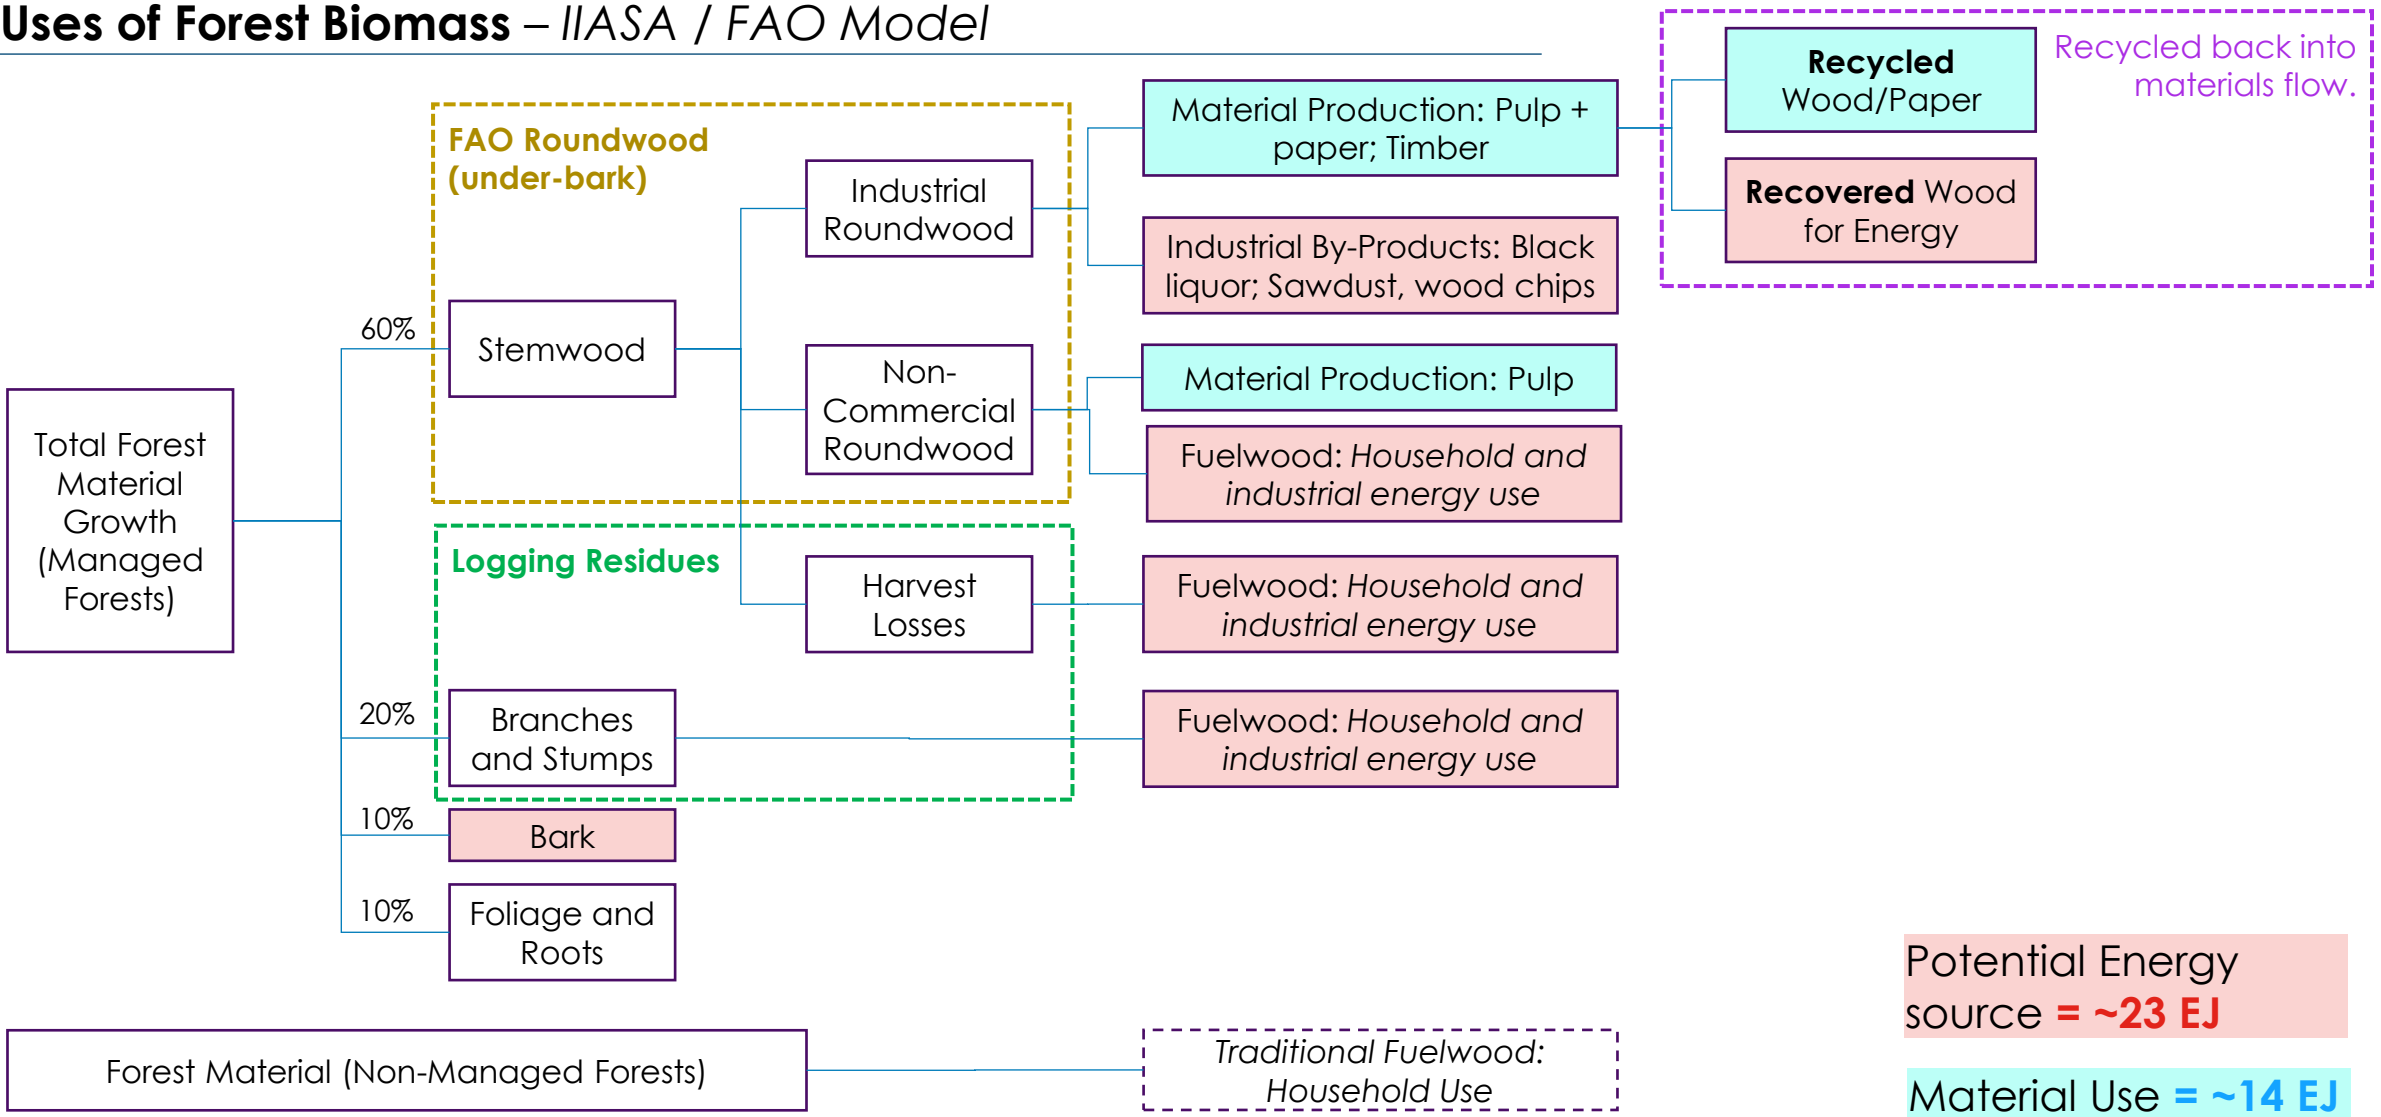 Uses of Forest Biomass – IIASA / FAO Model
Recycled
Wood/Paper
Recycled back into
materials flow.
Recovered Wood
for Energy
FAO Roundwood
(under-bark)
Industrial
Roundwood
Material Production: Pulp +
paper; Timber
Industrial By-Products: Black
liquor; Sawdust, wood chips
60%
Stemwood
Non-
Commercial
Roundwood
Material Production: Pulp
Fuelwood: Household and
industrial energy use
Total Forest
Material
Growth
(Managed
Forests)
Logging Residues
Harvest
Losses
Fuelwood: Household and
industrial energy use
20%
Branches
and Stumps
Fuelwood: Household and
industrial energy use
10%
Bark
10%
Foliage and
Roots
Potential Energy
source = ~23 EJ
Forest Material (Non-Managed Forests)
Traditional Fuelwood:
Household Use
Material Use = ~14 EJ